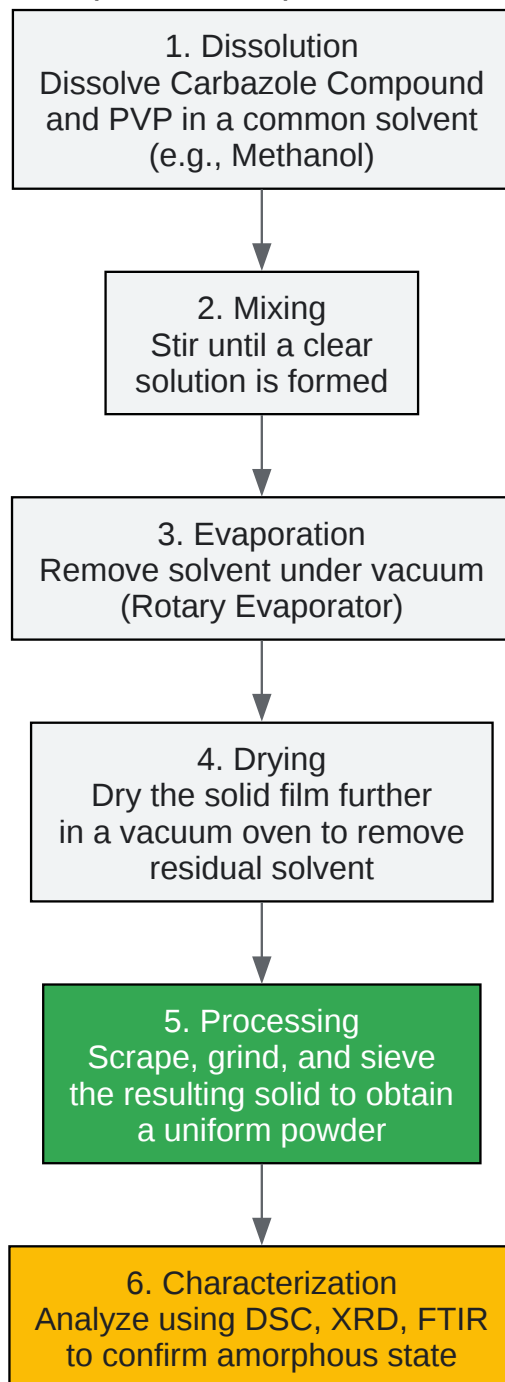 1. Dissolution
Dissolve Carbazole Compound
and PVP in a common solvent
(e.g., Methanol)
2. Mixing
Stir until a clear
solution is formed
3. Evaporation
Remove solvent under vacuum
(Rotary Evaporator)
4. Drying
Dry the solid film further
in a vacuum oven to remove
residual solvent
5. Processing
Scrape, grind, and sieve
the resulting solid to obtain
a uniform powder
6. Characterization
Analyze using DSC, XRD, FTIR
to confirm amorphous state